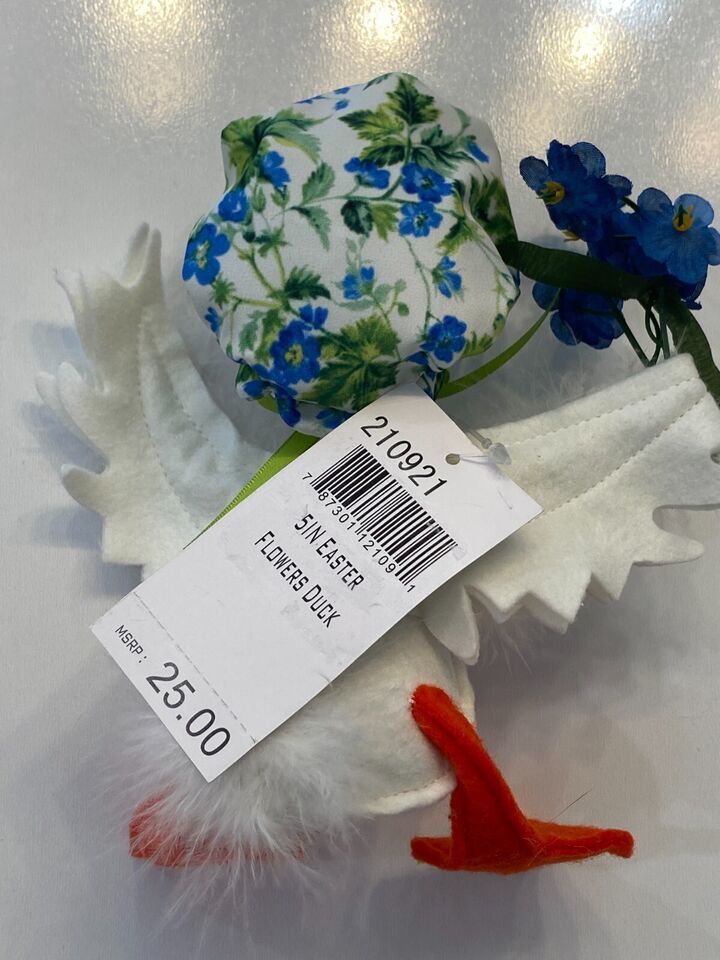 210921
7 87301 12109 1
5IN EASTER
FLOWERS DUCK
MSRP: 25.00